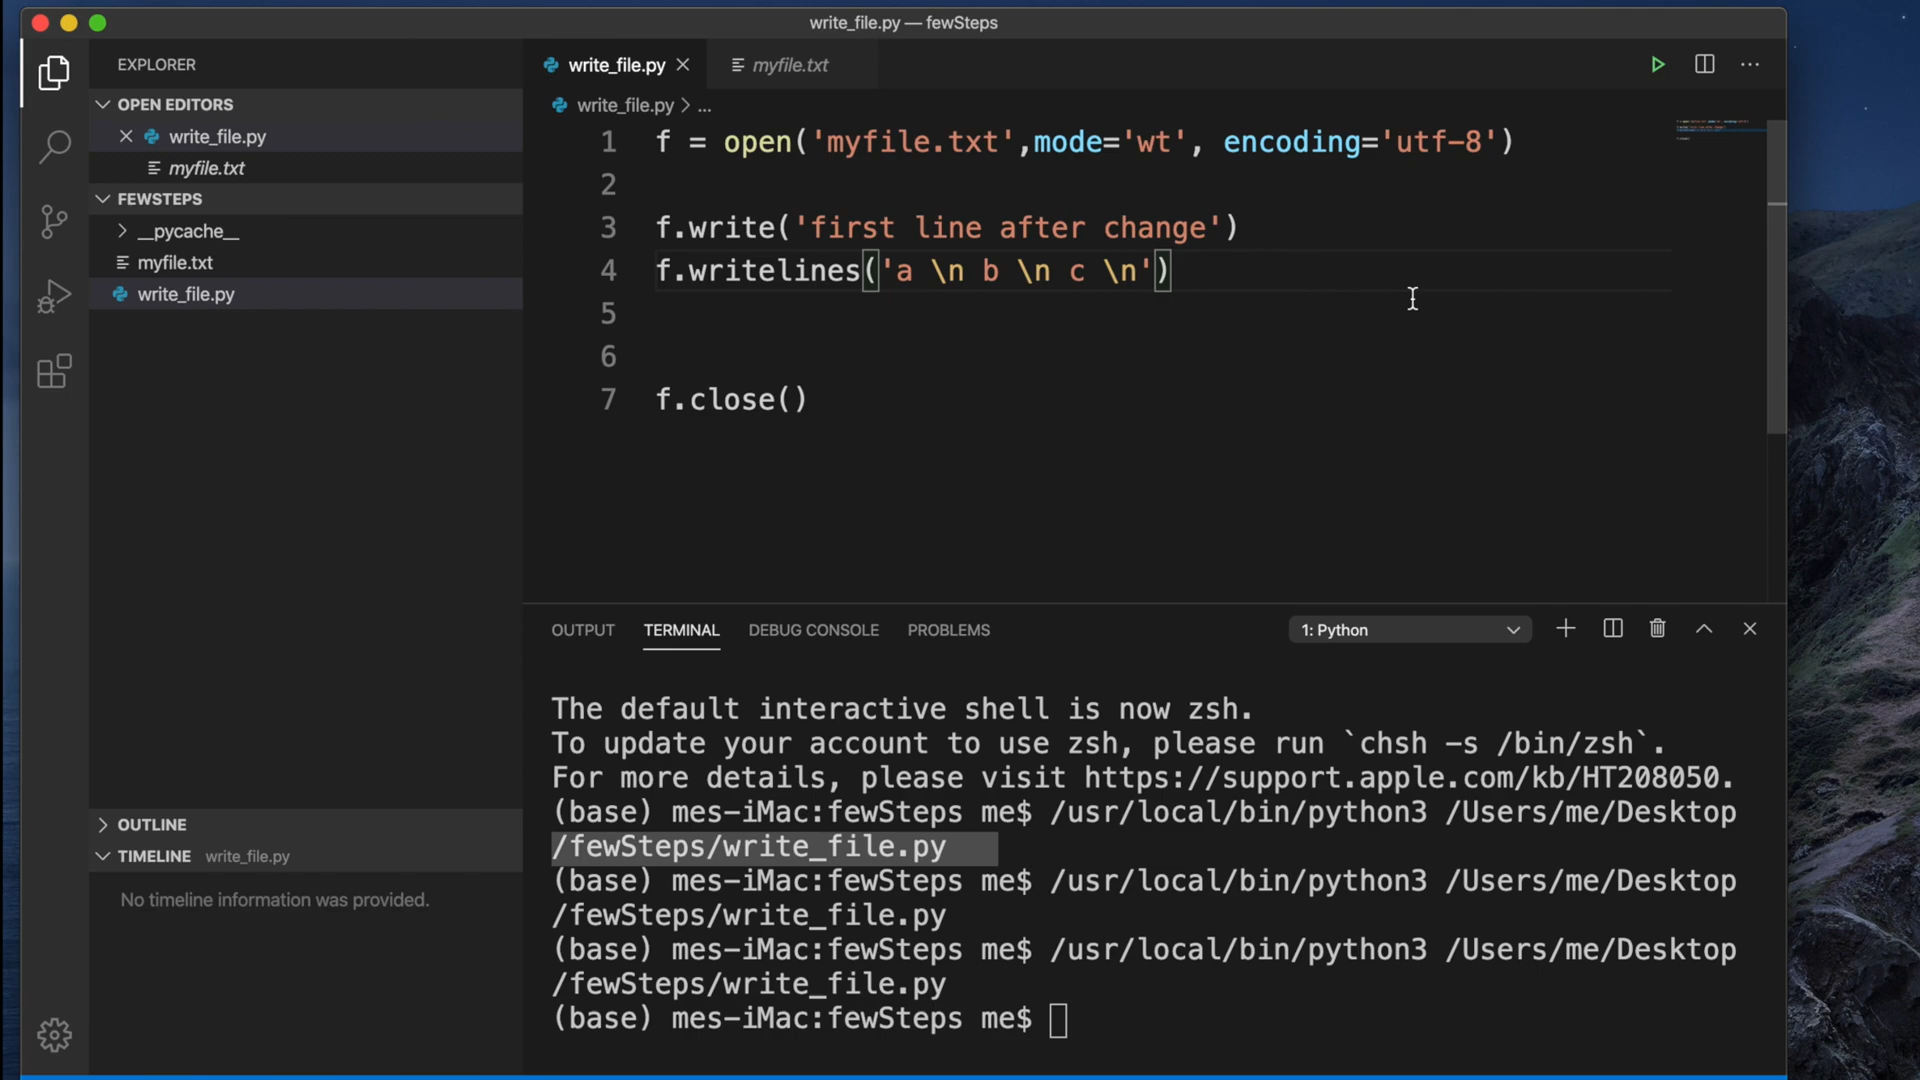 write_file.py — fewSteps
EXPLORER
OPEN EDITORS
write_file.py
myfile.txt
FEWSTEPS
__pycache__
myfile.txt
write_file.py
OUTLINE
TIMELINE write_file.py
No timeline information was provided.
write_file.py
myfile.txt
write_file.py > ...
1 f = open('myfile.txt',mode='wt', encoding='utf-8')
2
3 f.write('first line after change')
4 f.writelines('a \n b \n c \n')
5
6
7 f.close()
OUTPUT TERMINAL DEBUG CONSOLE PROBLEMS 1: Python
The default interactive shell is now zsh.
To update your account to use zsh, please run `chsh -s /bin/zsh`.
For more details, please visit https://support.apple.com/kb/HT208050.
(base) mes-iMac:fewSteps me$ /usr/local/bin/python3 /Users/me/Desktop
/fewSteps/write_file.py
(base) mes-iMac:fewSteps me$ /usr/local/bin/python3 /Users/me/Desktop
/fewSteps/write_file.py
(base) mes-iMac:fewSteps me$ /usr/local/bin/python3 /Users/me/Desktop
/fewSteps/write_file.py
(base) mes-iMac:fewSteps me$